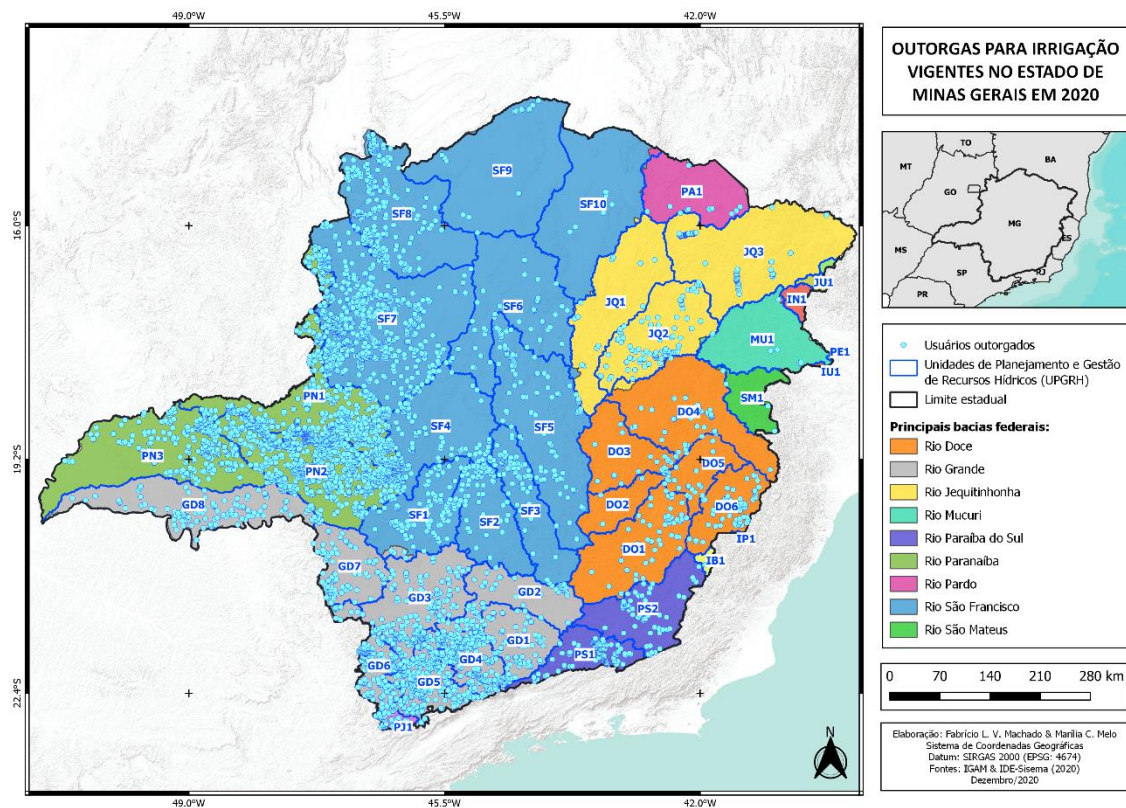 49.0°W 45.5°W 42.0°W
16.0°S
19.2°S
22.4°S
49.0°W 45.5°W 42.0°W
SF9
PA1
SF10
SF8
JQ3
JU1
IN1
JQ1
SF6
SF7
JQ2
MU1
PE1
IU1
PN1
SM1
DO4
SF4
SF5
DO3
PN3
PN2
DO5
GD8
SF1
SF2
SF3
DO2
DO6
IP1
DO1
IB1
GD7
GD3
GD2
PS2
GD1
PS1
GD6
GD4
GD5
PJ1
N
OUTORGAS PARA IRRIGAÇÃO
VIGENTES NO ESTADO DE
MINAS GERAIS EM 2020
TO
MT
BA
GO
MG
MS
ES
SP
RJ
PR
Usuários outorgados
Unidades de Planejamento e Gestão
de Recursos Hídricos (UPGRH)
Limite estadual
Principais bacias federais:
Rio Doce
Rio Grande
Rio Jequitinhonha
Rio Mucuri
Rio Paraíba do Sul
Rio Paranaíba
Rio Pardo
Rio São Francisco
Rio São Mateus
0 70 140 210 280 km
Elaboração: Fabrício L. V. Machado & Marília C. Melo
Sistema de Coordenadas Geográficas
Datum: SIRGAS 2000 (EPSG: 4674)
Fontes: IGAM & IDE-Sisema (2020)
Dezembro/2020